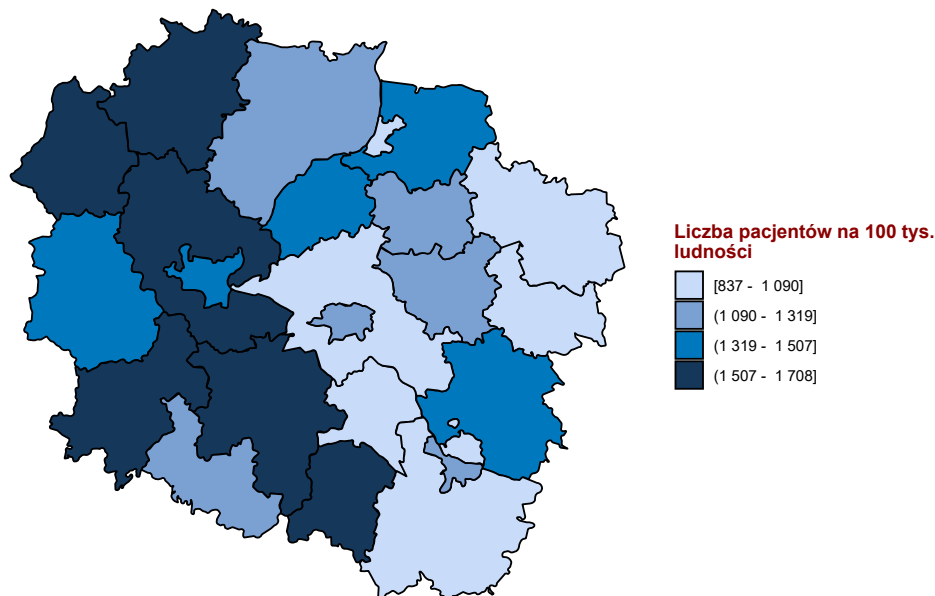 Liczba pacjentów na 100 tys.
ludności
[837 - 1 090]
(1 090 - 1 319]
(1 319 - 1 507]
(1 507 - 1 708]